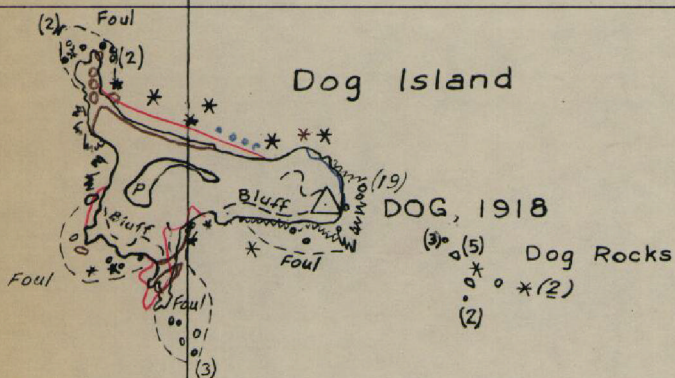 (2) Foul
(2)
Dog Island
(19)
P
Bluff
DOG, 1918
Bluff
(3) (5)
Dog Rocks
Foul
(2)
Foul
Foul
(2)
(3)